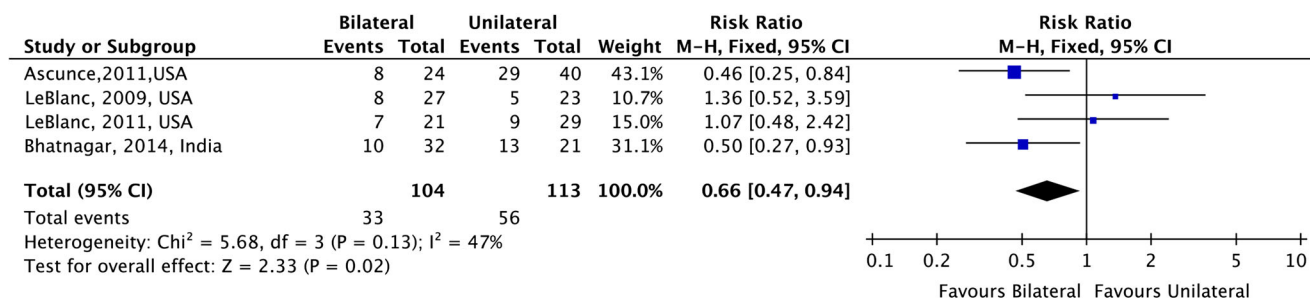 Bilateral Unilateral Risk Ratio Risk Ratio
Study or Subgroup Events Total Events Total Weight M-H, Fixed, 95% CI M-H, Fixed, 95% CI
Ascunce,2011,USA 8 24 29 40 43.1% 0.46 [0.25, 0.84]
LeBlanc, 2009, USA 8 27 5 23 10.7% 1.36 [0.52, 3.59]
LeBlanc, 2011, USA 7 21 9 29 15.0% 1.07 [0.48, 2.42]
Bhatnagar, 2014, India 10 32 13 21 31.1% 0.50 [0.27, 0.93]
Total (95% CI) 104 113 100.0% 0.66 [0.47, 0.94]
Total events 33 56
Heterogeneity: Chi² = 5.68, df = 3 (P = 0.13); I² = 47%
Test for overall effect: Z = 2.33 (P = 0.02)
0.1 0.2 0.5 1 2 5 10
Favours Bilateral Favours Unilateral